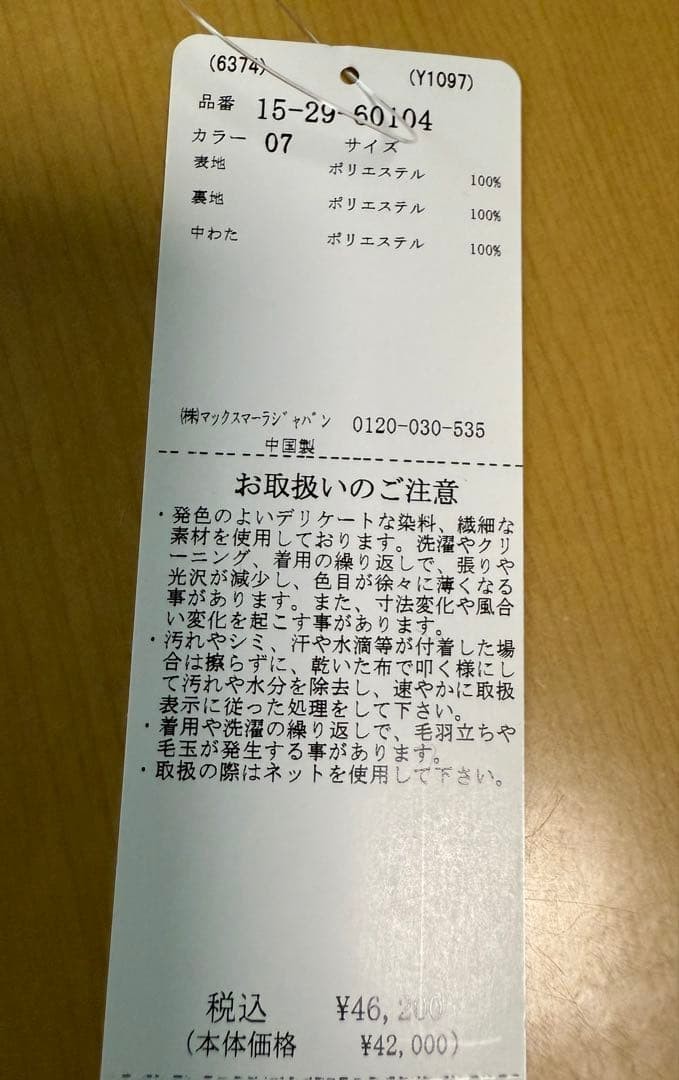 (6374) (Y1097)
品番 15-29-60104
カラー 07 サイズ
表地 ポリエステル 100%
裏地 ポリエステル 100%
中わた ポリエステル 100%
㈱マックスマーラジャパン 0120-030-535
中国製
お取扱いのご注意
・発色のよいデリケートな染料、繊細な
素材を使用しております。洗濯やクリ
ーニング、着用の繰り返しで、張りや
光沢が減少し、色目が徐々に薄くなる
事があります。また、寸法変化や風合
い変化を起こす事があります。
・汚れやシミ、汗や水滴等が付着した場
合は擦らずに、乾いた布で叩く様にし
て汚れや水分を除去し、速やかに取扱
表示に従った処理をして下さい。
・着用や洗濯の繰り返しで、毛羽立ちや
毛玉が発生する事があります。
・取扱の際はネットを使用して下さい。
税込 ¥46,200
(本体価格 ¥42,000)